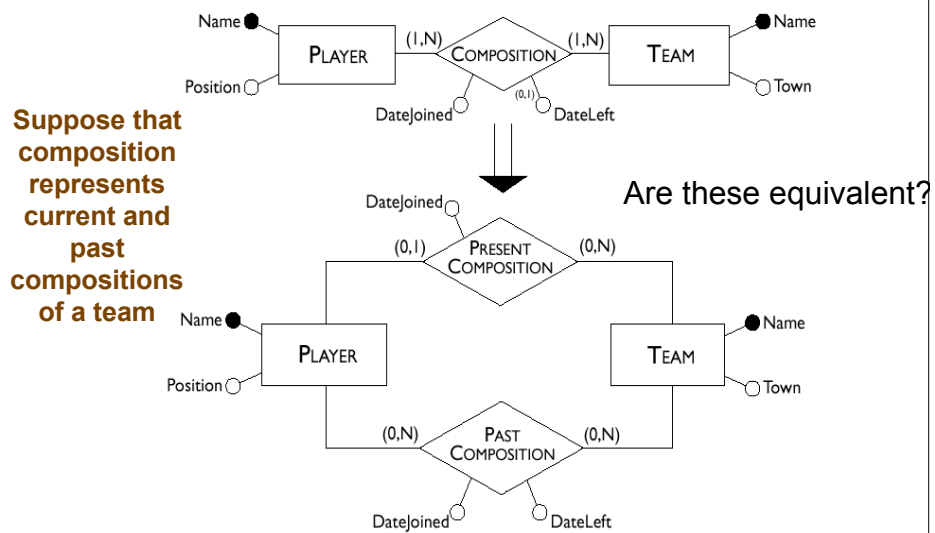 Name
PLAYER
(1,N)
COMPOSITION
(1,N)
TEAM
Name
Position
DateJoined
(0,1)
DateLeft
Town
Suppose that
composition
represents
current and
past
compositions
of a team
Are these equivalent?
DateJoined
(0,1)
PRESENT
COMPOSITION
(0,N)
Name
PLAYER
Position
TEAM
Name
Town
(0,N)
PAST
COMPOSITION
(0,N)
DateJoined
DateLeft